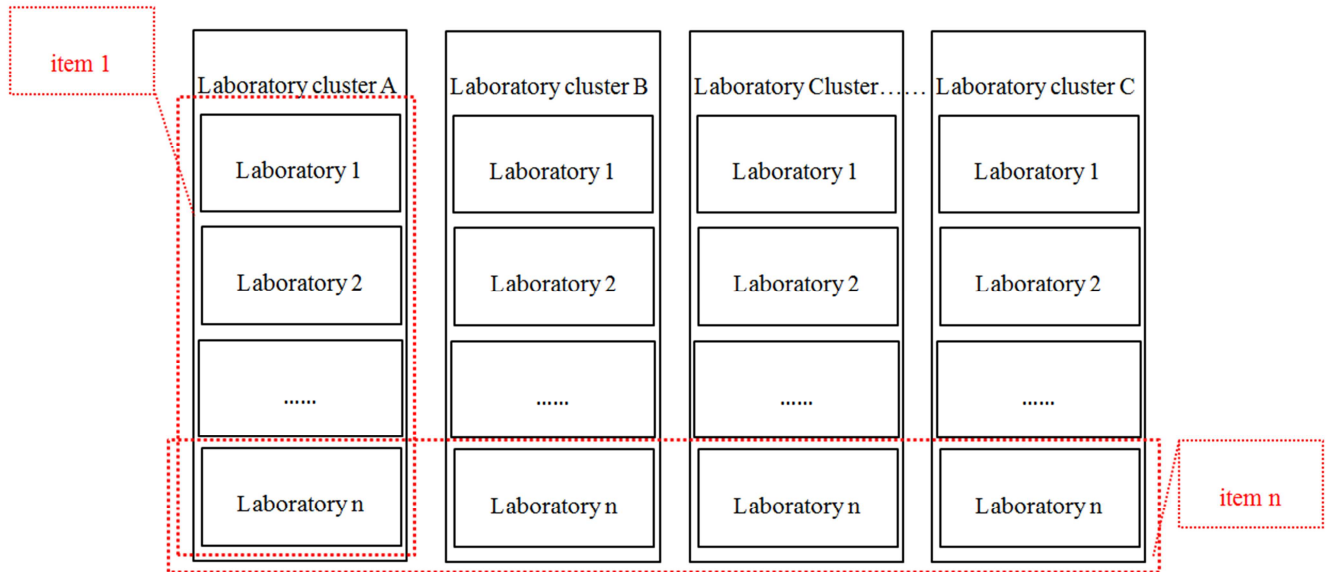 item 1
Laboratory cluster A
Laboratory cluster B
Laboratory Cluster……
Laboratory cluster C
Laboratory 1
Laboratory 1
Laboratory 1
Laboratory 1
Laboratory 2
Laboratory 2
Laboratory 2
Laboratory 2
......
......
......
......
Laboratory n
Laboratory n
Laboratory n
Laboratory n
item n